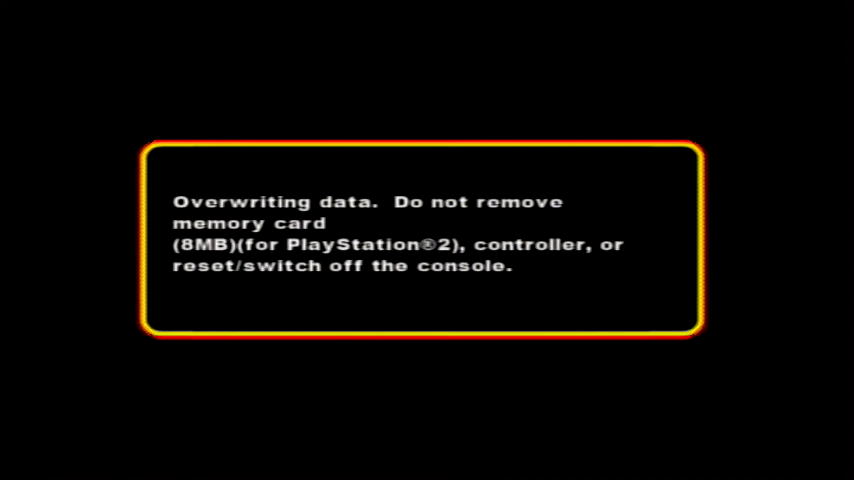 Overwriting data.  Do not remove
memory card
(8MB)(for PlayStation®2), controller, or
reset/switch off the console.